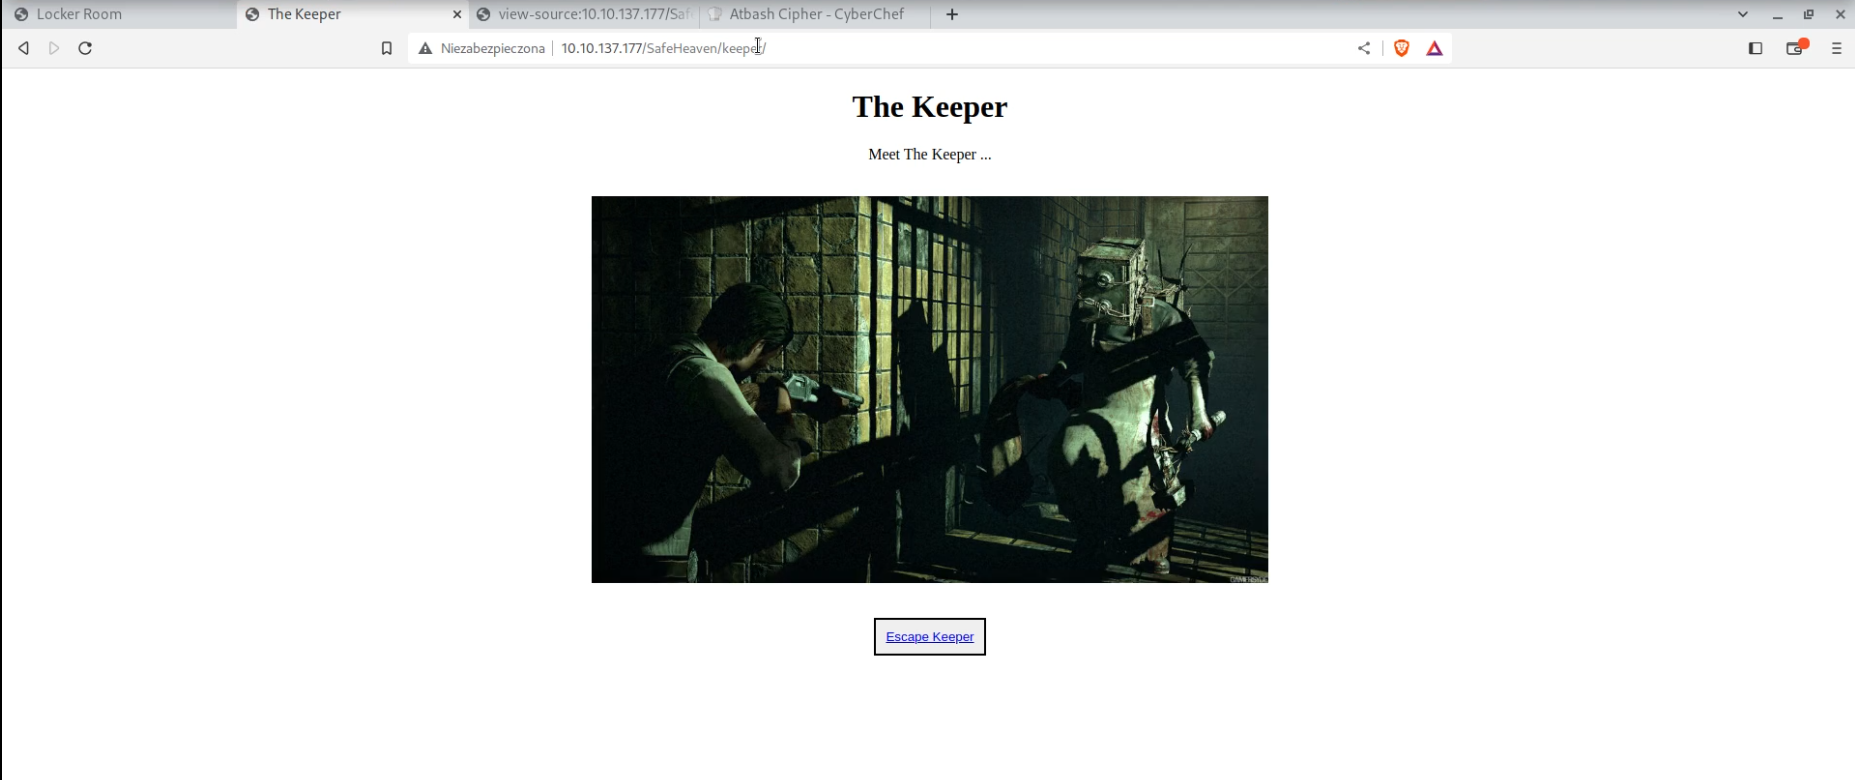 Locker Room
The Keeper
view-source:10.10.137.177/Saf
Atbash Cipher - CyberChef
Niezabezpieczona
10.10.137.177/SafeHeaven/keeper/
The Keeper
Meet The Keeper ...
Escape Keeper